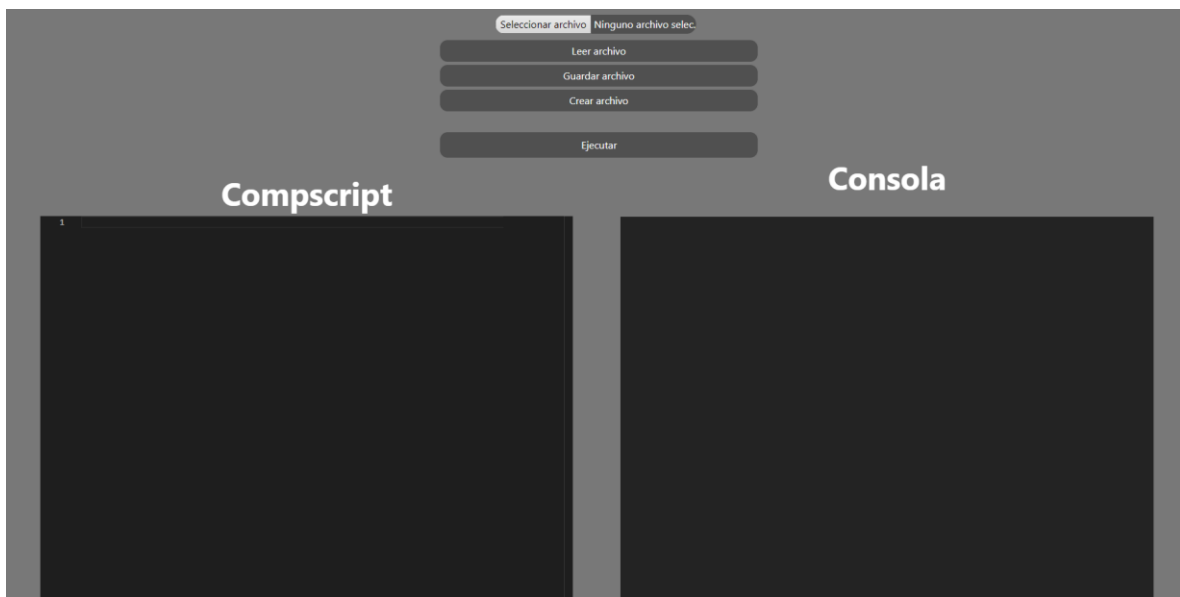 Seleccionar archivo Ninguno archivo selec.
Leer archivo
Guardar archivo
Crear archivo
Ejecutar
Compscript
Consola
1